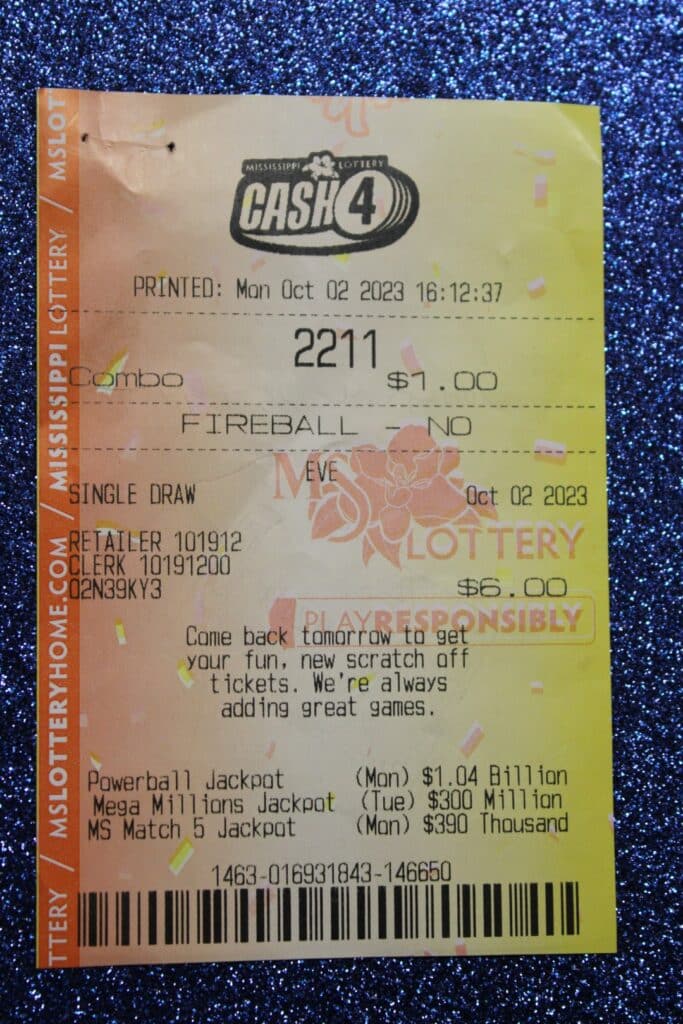 MSLOTTERYHOME.COM / MISSISSIPPI LOTTERY / MSLOT
TTERY /
MISSISSIPPI LOTTERY
CASH 4
PRINTED: Mon Oct 02 2023 16:12:37
2211
Combo $1.00
FIREBALL - NO
EVE
SINGLE DRAW Oct 02 2023
MS
LOTTERY
RETAILER 101912
CLERK 10191200
02N39KY3 $6.00
PLAYRESPONSIBLY
Come back tomorrow to get
your fun, new scratch off
tickets. We're always
adding great games.
Powerball Jackpot (Mon) $1.04 Billion
Mega Millions Jackpot (Tue) $300 Million
MS Match 5 Jackpot (Mon) $390 Thousand
1463-016931843-146650